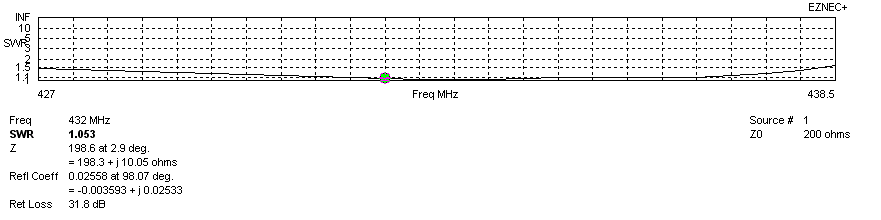 EZNEC+
INF
10
5
3
SWR
2
1.5
1.1
427 Freq MHz 438.5
Freq 432 MHz Source # 1
SWR 1.053 Z0 200 ohms
Z 198.6 at 2.9 deg.
= 198.3 + j 10.05 ohms
Refl Coeff 0.02558 at 98.07 deg.
= -0.003593 + j 0.02533
Ret Loss 31.8 dB